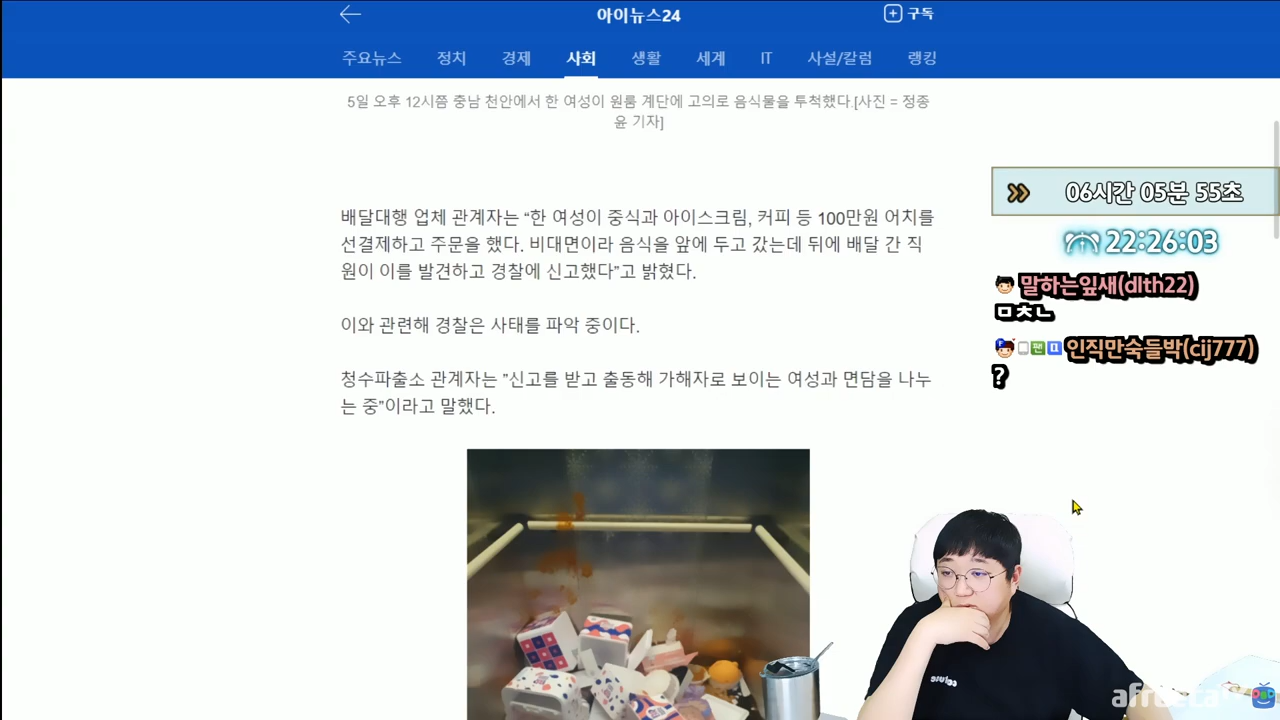 아이뉴스24
구독
주요뉴스 정치 경제 사회 생활 세계 IT 사설/칼럼 랭킹
5일 오후 12시쯤 충남 천안에서 한 여성이 원룸 계단에 고의로 음식물을 투척했다.[사진 = 정종
윤 기자]
배달대행 업체 관계자는 “한 여성이 중식과 아이스크림, 커피 등 100만원 어치를
선결제하고 주문을 했다. 비대면이라 음식을 앞에 두고 갔는데 뒤에 배달 간 직
원이 이를 발견하고 경찰에 신고했다”고 밝혔다.
이와 관련해 경찰은 사태를 파악 중이다.
청수파출소 관계자는 ”신고를 받고 출동해 가해자로 보이는 여성과 면담을 나누
는 중”이라고 말했다.
06시간 05분 55초
22:26:03
말하는잎새(dlth22)
ㅁㅊㄴ
인직만숙들박(cij777)
?